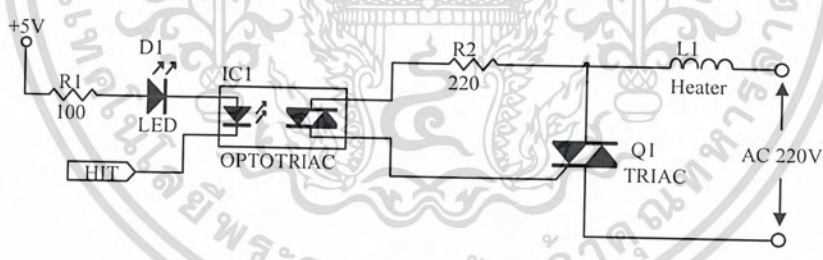 +5V
D1
R1
100
LED
IC1
OPTOTRIAC
HIT
R2
220
L1
Heater
Q1
TRIAC
AC 220V